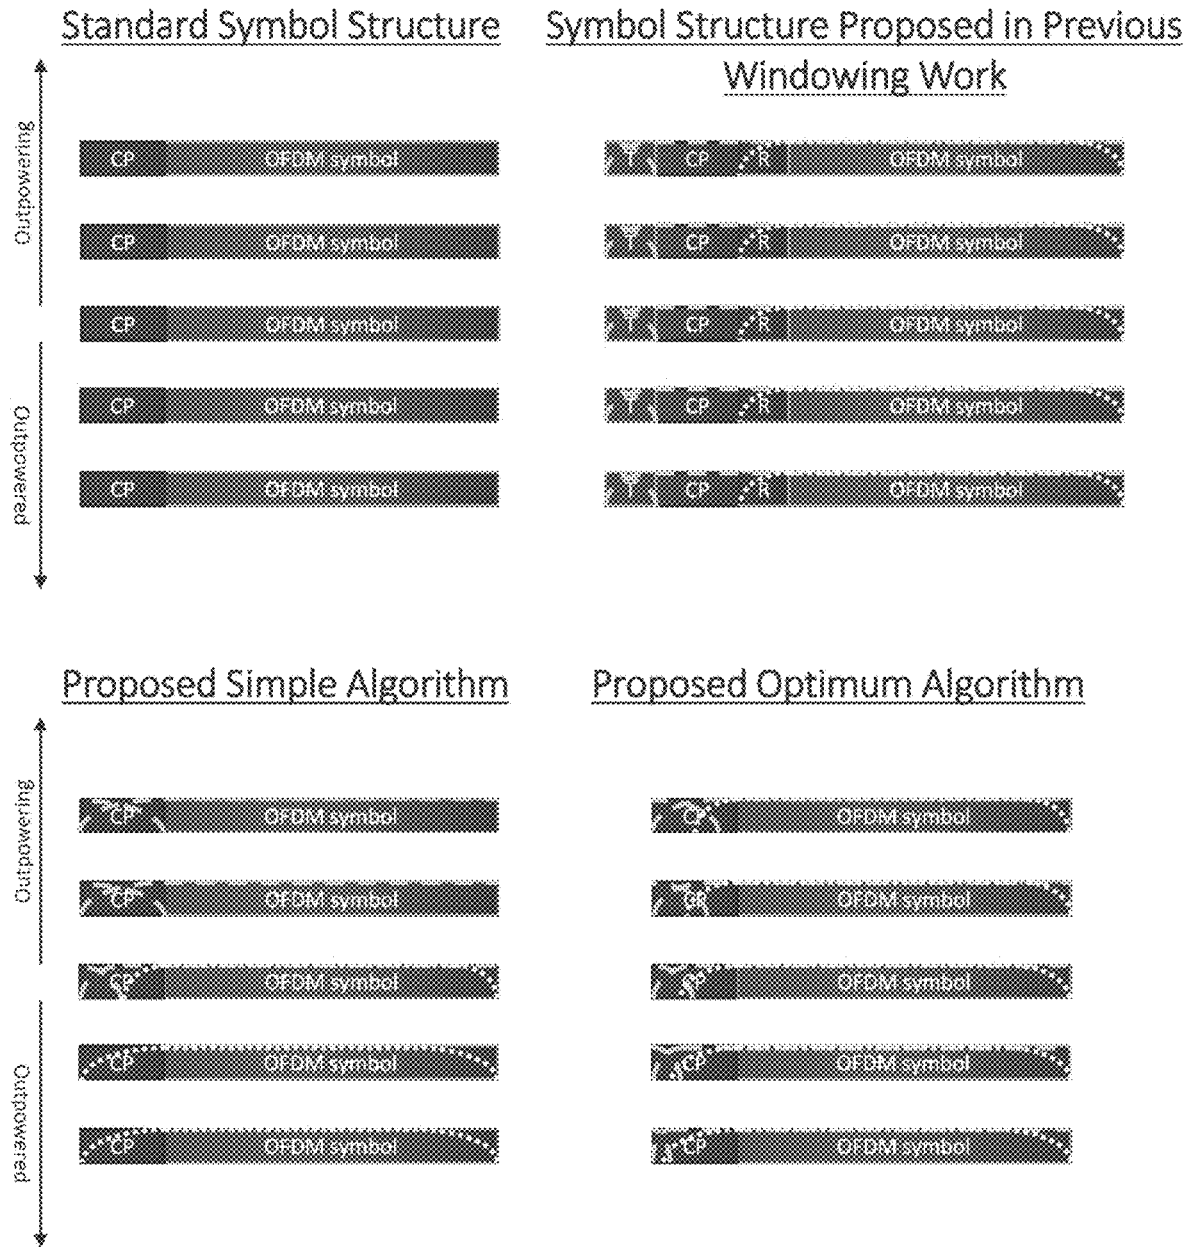 Standard Symbol Structure
Symbol Structure Proposed in Previous
Windowing Work
Outpowering
Outpowered
CP OFDM symbol
CP OFDM symbol
CP OFDM symbol
CP OFDM symbol
CP OFDM symbol
T CP R OFDM symbol
T CP R OFDM symbol
T CP R OFDM symbol
T CP R OFDM symbol
T CP R OFDM symbol
Proposed Simple Algorithm
Proposed Optimum Algorithm
Outpowering
Outpowered
CP OFDM symbol
CP OFDM symbol
CP OFDM symbol
CP OFDM symbol
CP OFDM symbol
CP OFDM symbol
CP OFDM symbol
CP OFDM symbol
CP OFDM symbol
CP OFDM symbol